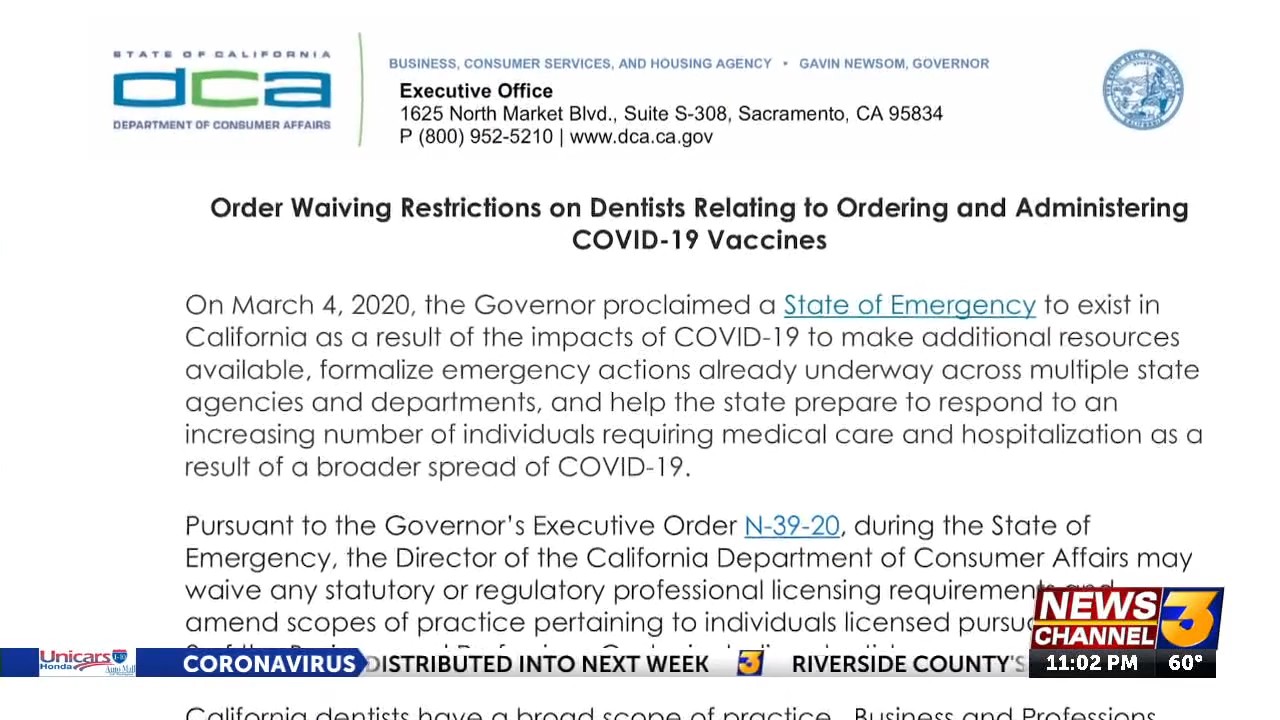 STATE OF CALIFORNIA
dca
DEPARTMENT OF CONSUMER AFFAIRS
BUSINESS, CONSUMER SERVICES, AND HOUSING AGENCY • GAVIN NEWSOM, GOVERNOR
Executive Office
1625 North Market Blvd., Suite S-308, Sacramento, CA 95834
P (800) 952-5210 | www.dca.ca.gov
Order Waiving Restrictions on Dentists Relating to Ordering and Administering
COVID-19 Vaccines
On March 4, 2020, the Governor proclaimed a State of Emergency to exist in
California as a result of the impacts of COVID-19 to make additional resources
available, formalize emergency actions already underway across multiple state
agencies and departments, and help the state prepare to respond to an
increasing number of individuals requiring medical care and hospitalization as a
result of a broader spread of COVID-19.
Pursuant to the Governor's Executive Order N-39-20, during the State of
Emergency, the Director of the California Department of Consumer Affairs may
waive any statutory or regulatory professional licensing requirements and
amend scopes of practice pertaining to individuals licensed
NEWS
CHANNEL 3
Unicars
Honda
Auto Mall
CORONAVIRUS DISTRIBUTED INTO NEXT WEEK 3 RIVERSIDE COUNTY'S
11:02 PM 60°
California dentists have a broad scope of practice. Business and Professions